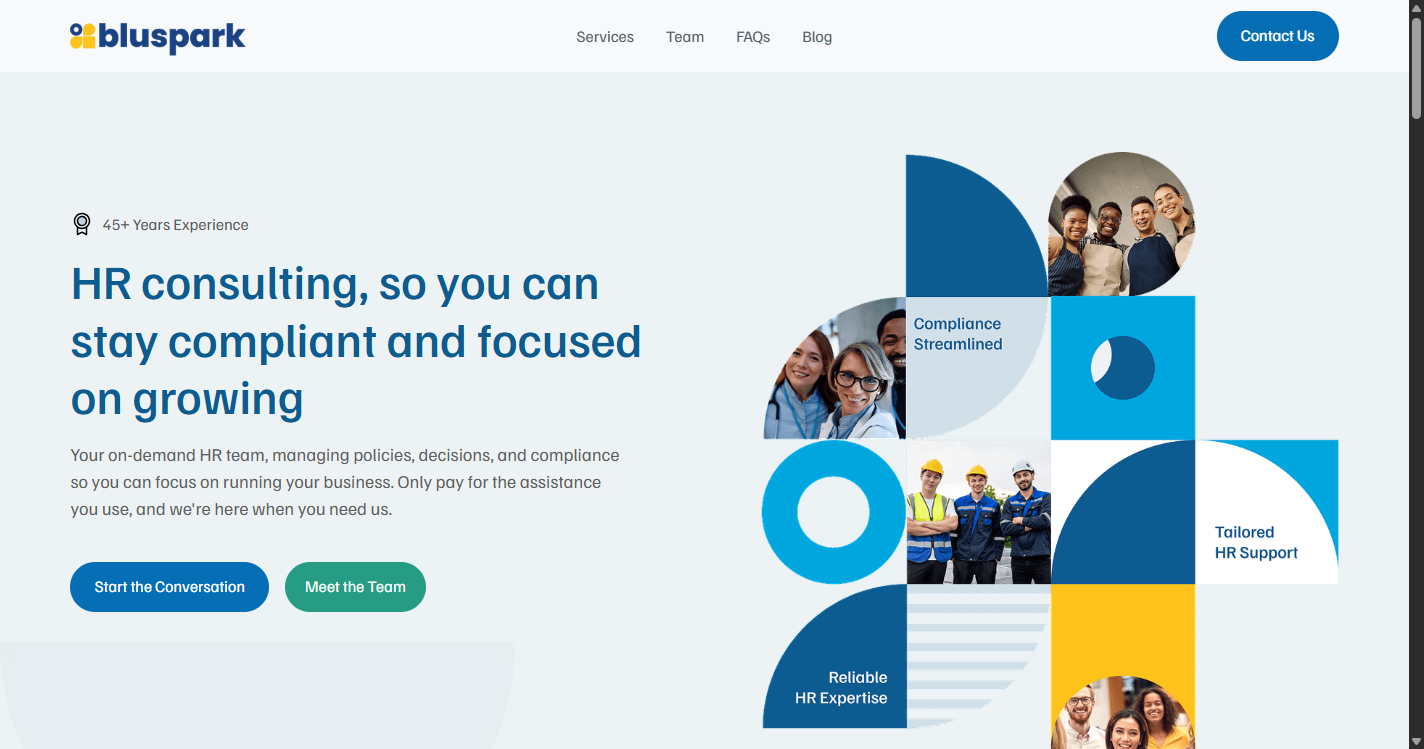 bluspark
Services
Team
FAQs
Blog
Contact Us
45+ Years Experience
HR consulting, so you can
stay compliant and focused
on growing
Your on-demand HR team, managing policies, decisions, and compliance
so you can focus on running your business. Only pay for the assistance
you use, and we're here when you need us.
Start the Conversation
Meet the Team
Compliance
Streamlined
Tailored
HR Support
Reliable
HR Expertise